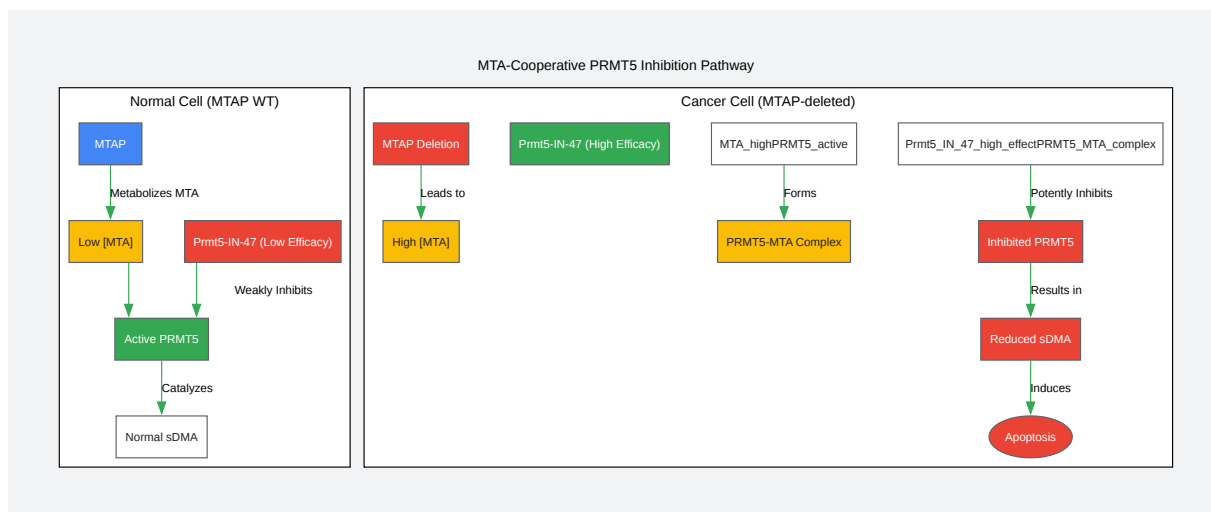 MTA-Cooperative PRMT5 Inhibition Pathway
Normal Cell (MTAP WT)
MTAP
Metabolizes MTA
Low [MTA]
Prmt5-IN-47 (Low Efficacy)
Weakly Inhibits
Active PRMT5
Catalyzes
Normal sDMA
Cancer Cell (MTAP-deleted)
MTAP Deletion
Leads to
High [MTA]
Prmt5-IN-47 (High Efficacy)
MTA_highPRMT5_active
Forms
PRMT5-MTA Complex
Prmt5_IN_47_high_effectPRMT5_MTA_complex
Potently Inhibits
Inhibited PRMT5
Results in
Reduced sDMA
Induces
Apoptosis